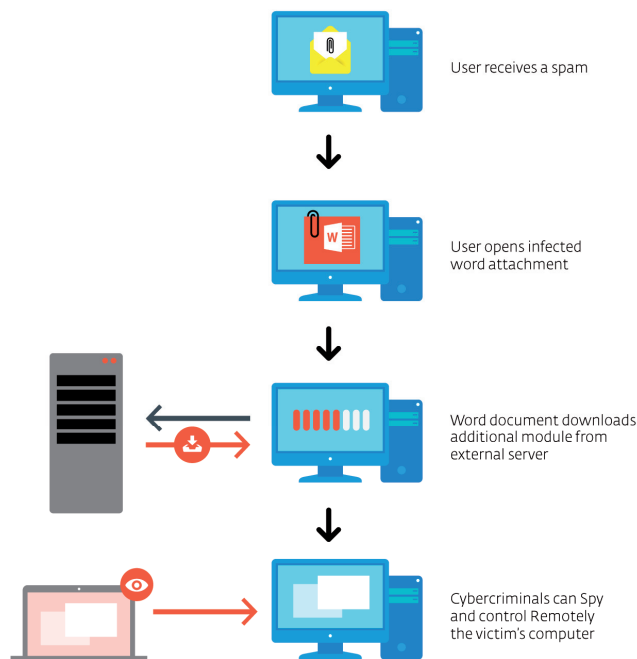 User receives a spam
W
User opens infected
word attachment
Word document downloads
additional module from
external server
Cybercriminals can Spy
and control Remotely
the victim's computer